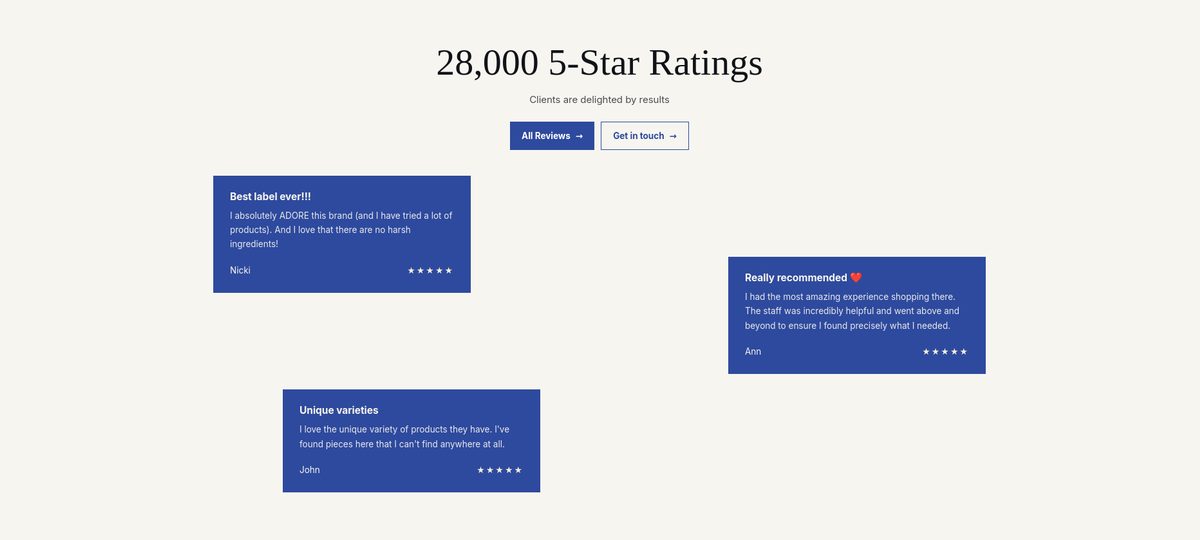 28,000 5-Star Ratings
Clients are delighted by results
All Reviews →
Get in touch →
Best label ever!!!
I absolutely ADORE this brand (and I have tried a lot of
products). And I love that there are no harsh
ingredients!
Nicki ★★★★★
Really recommended ❤️
I had the most amazing experience shopping there.
The staff was incredibly helpful and went above and
beyond to ensure I found precisely what I needed.
Ann ★★★★★
Unique varieties
I love the unique variety of products they have. I've
found pieces here that I can't find anywhere at all.
John ★★★★★